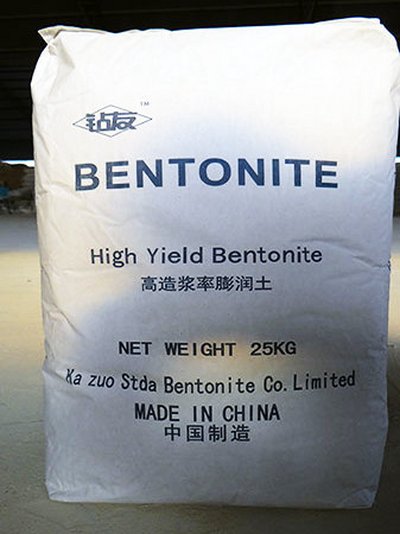 钻友 TM
BENTONITE
High Yield Bentonite
高造浆率膨润土
NET WEIGHT 25KG
Ka zuo Stda Bentonite Co. Limited
MADE IN CHINA
中国制造